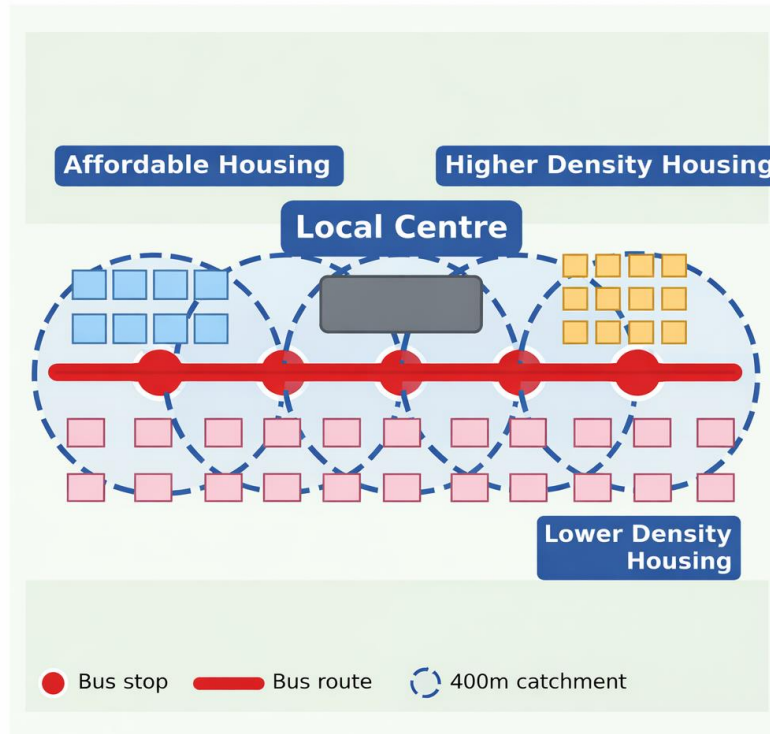 Affordable Housing
Higher Density Housing
Local Centre
Lower Density
Housing
Bus stop
Bus route
400m catchment